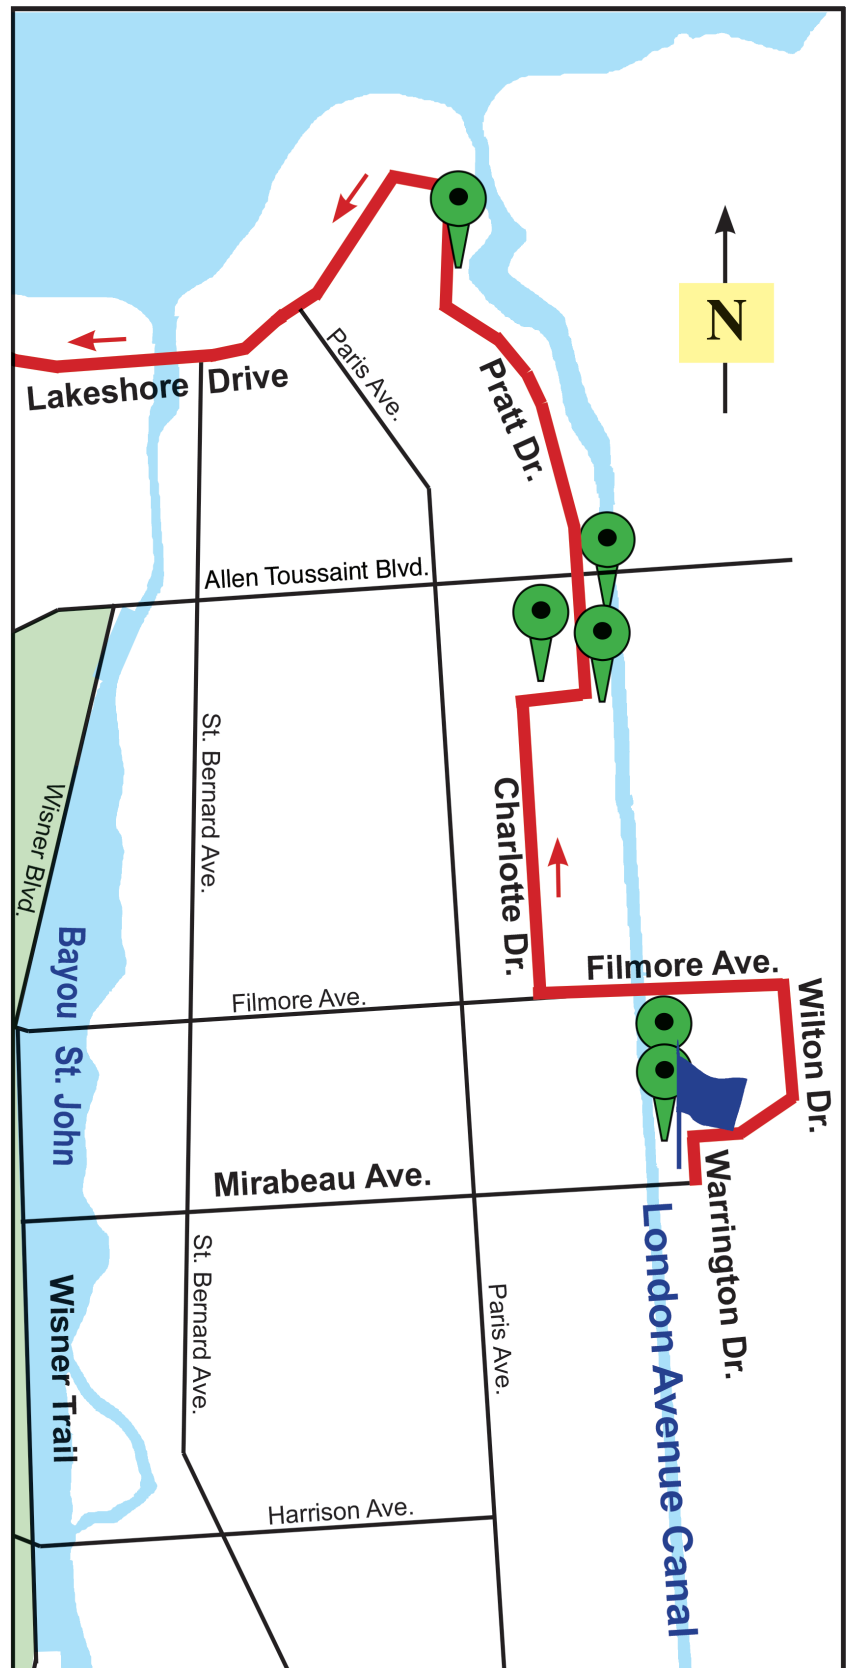 N
Paris Ave.
Pratt Dr.
Lakeshore Drive
Allen Toussaint Blvd.
St. Bernard Ave.
Wisner Blvd.
Charlotte Dr.
Bayou St. John
Filmore Ave.
Filmore Ave.
Wilton Dr.
Mirabeau Ave.
Warrington Dr.
London Avenue Canal
St. Bernard Ave.
Wisner Trail
Paris Ave.
Harrison Ave.